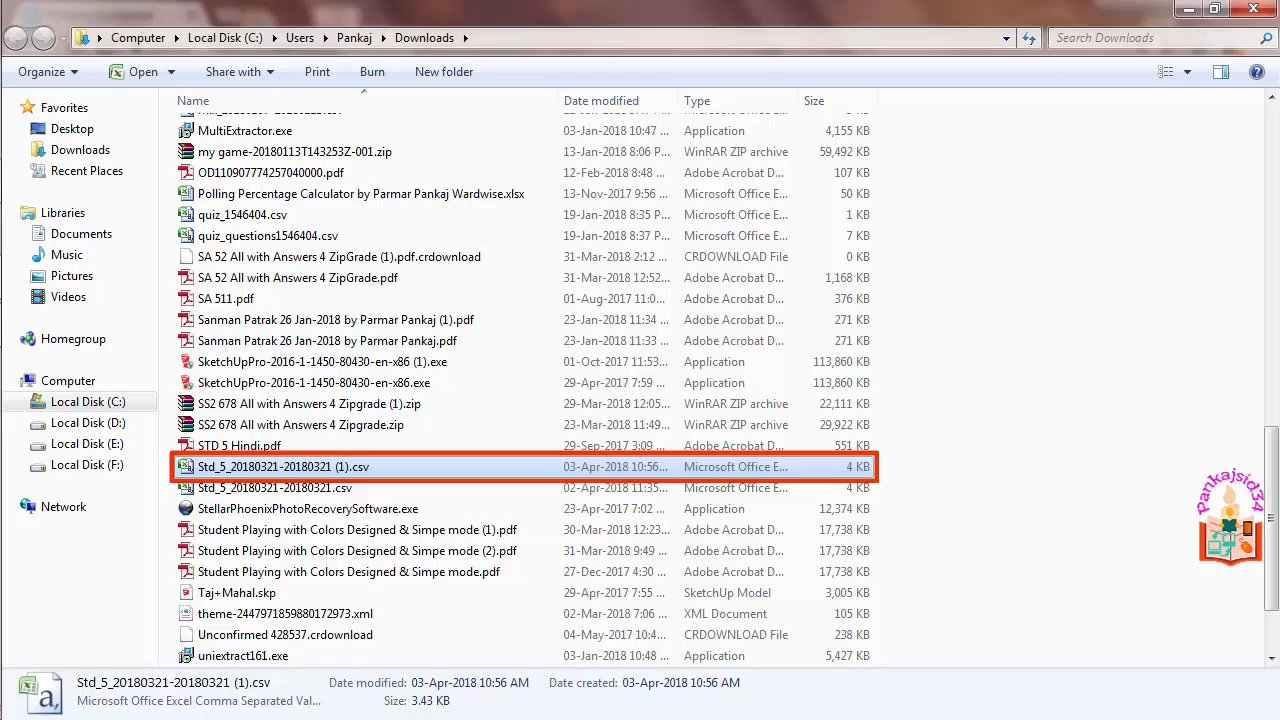 Computer Local Disk (C:) Users Pankaj Downloads Search Downloads
Organize Open Share with Print Burn New folder
Name Date modified Type Size
Favorites
Desktop
Downloads
Recent Places
Libraries
Documents
Music
Pictures
Videos
Homegroup
Computer
Local Disk (C:)
Local Disk (D:)
Local Disk (E:)
Local Disk (F:)
Network
MultiExtractor.exe 03-Jan-2018 10:47 ... Application 4,155 KB
my game-20180113T143253Z-001.zip 13-Jan-2018 8:06 P... WinRAR ZIP archive 59,492 KB
OD110907774257040000.pdf 12-Feb-2018 8:48 ... Adobe Acrobat D... 107 KB
Polling Percentage Calculator by Parmar Pankaj Wardwise.xlsx 13-Nov-2017 9:56 ... Microsoft Office E... 50 KB
quiz_1546404.csv 19-Jan-2018 8:35 P... Microsoft Office E... 1 KB
quiz_questions1546404.csv 19-Jan-2018 8:37 P... Microsoft Office E... 7 KB
SA 52 All with Answers 4 ZipGrade (1).pdf.crdownload 31-Mar-2018 2:12 ... CRDOWNLOAD File 0 KB
SA 52 All with Answers 4 ZipGrade.pdf 31-Mar-2018 12:52... Adobe Acrobat D... 1,168 KB
SA 511.pdf 01-Aug-2017 11:0... Adobe Acrobat D... 376 KB
Sanman Patrak 26 Jan-2018 by Parmar Pankaj (1).pdf 23-Jan-2018 11:34 ... Adobe Acrobat D... 271 KB
Sanman Patrak 26 Jan-2018 by Parmar Pankaj.pdf 23-Jan-2018 11:33 ... Adobe Acrobat D... 271 KB
SketchUpPro-2016-1-1450-80430-en-x86 (1).exe 01-Oct-2017 11:53... Application 113,860 KB
SketchUpPro-2016-1-1450-80430-en-x86.exe 29-Apr-2017 7:59 ... Application 113,860 KB
SS2 678 All with Answers 4 Zipgrade (1).zip 29-Mar-2018 12:05... WinRAR ZIP archive 22,111 KB
SS2 678 All with Answers 4 Zipgrade.zip 23-Mar-2018 11:49... WinRAR ZIP archive 29,922 KB
STD 5 Hindi.pdf 29-Sep-2017 3:09 ... Adobe Acrobat D... 551 KB
Std_5_20180321-20180321 (1).csv 03-Apr-2018 10:56... Microsoft Office E... 4 KB
Std_5_20180321-20180321.csv 02-Apr-2018 11:35... Microsoft Office E... 4 KB
StellarPhoenixPhotoRecoverySoftware.exe 23-Apr-2017 7:02 ... Application 12,374 KB
Student Playing with Colors Designed & Simpe mode (1).pdf 30-Mar-2018 12:23... Adobe Acrobat D... 17,738 KB
Student Playing with Colors Designed & Simpe mode (2).pdf 31-Mar-2018 9:49 ... Adobe Acrobat D... 17,738 KB
Student Playing with Colors Designed & Simpe mode.pdf 27-Dec-2017 4:30 ... Adobe Acrobat D... 17,738 KB
Taj+Mahal.skp 29-Apr-2017 7:55 ... SketchUp Model 3,005 KB
theme-2447971859880172973.xml 02-Mar-2018 7:06 ... XML Document 105 KB
Unconfirmed 428537.crdownload 04-May-2017 10:4... CRDOWNLOAD File 238 KB
uniextract161.exe 03-Jan-2018 10:48 ... Application 5,427 KB
Pankajsid34
Std_5_20180321-20180321 (1).csv Date modified: 03-Apr-2018 10:56 AM Date created: 03-Apr-2018 10:56 AM
Microsoft Office Excel Comma Separated Val... Size: 3.43 KB